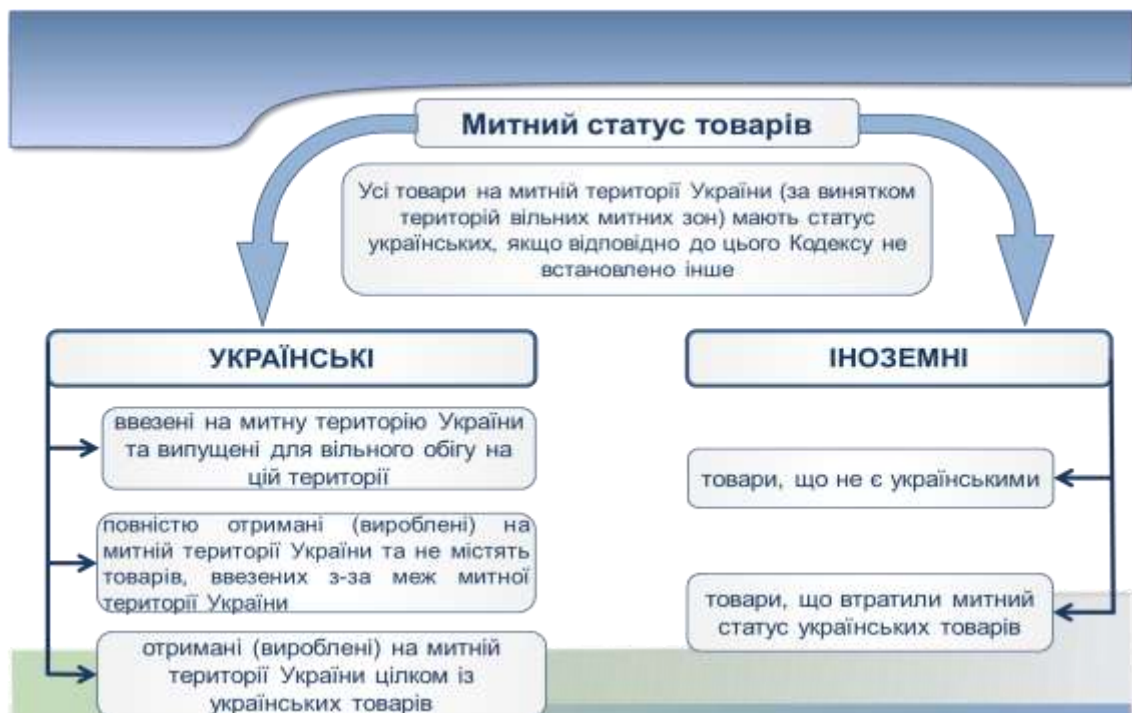 Митний статус товарів
Усі товари на митній території України (за винятком
територій вільних митних зон) мають статус
українських, якщо відповідно до цього Кодексу не
встановлено інше
УКРАЇНСЬКІ
ввезені на митну територію України
та випущені для вільного обігу на
цій території
повністю отримані (вироблені) на
митній території України та не містять
товарів, ввезених з-за меж митної
території України
отримані (вироблені) на митній
території України цілком із
українських товарів
ІНОЗЕМНІ
товари, що не є українськими
товари, що втратили митний
статус українських товарів